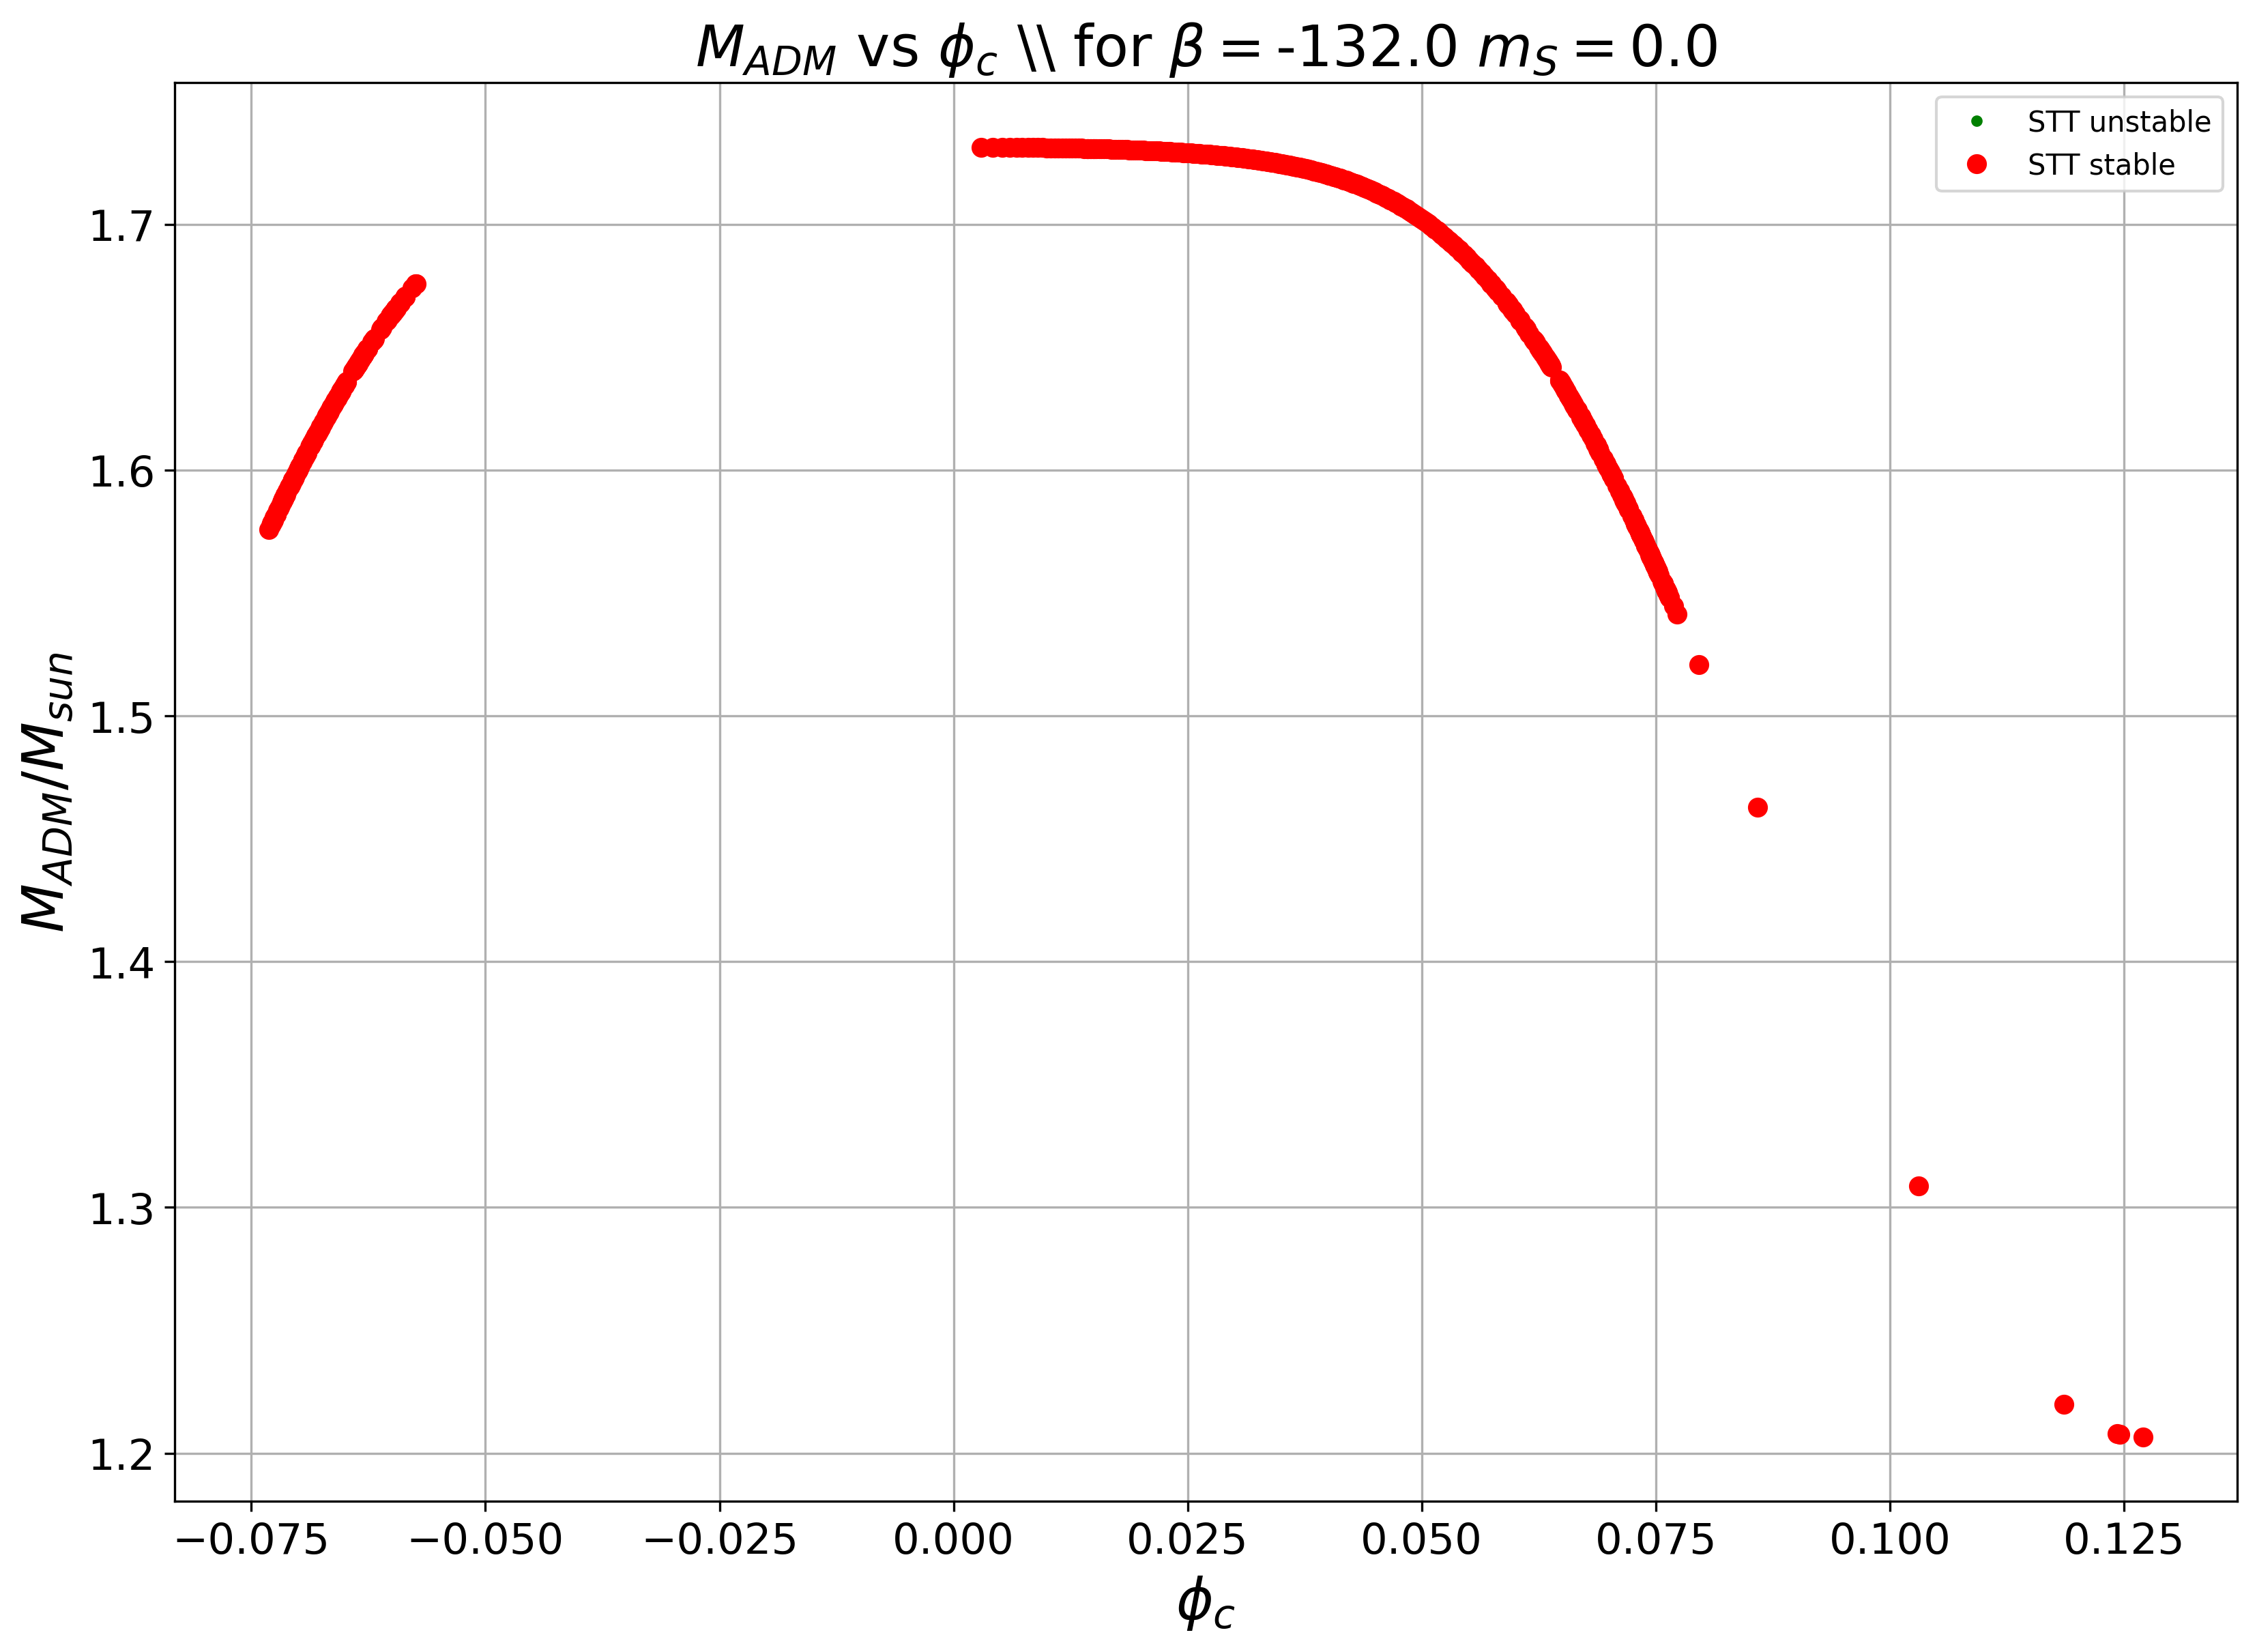 M_ADM vs ϕ_c \\ for β = -132.0 m_S = 0.0
STT unstable
STT stable
M_ADM/M_sun
1.7
1.6
1.5
1.4
1.3
1.2
−0.075 −0.050 −0.025 0.000 0.025 0.050 0.075 0.100 0.125
ϕ_c